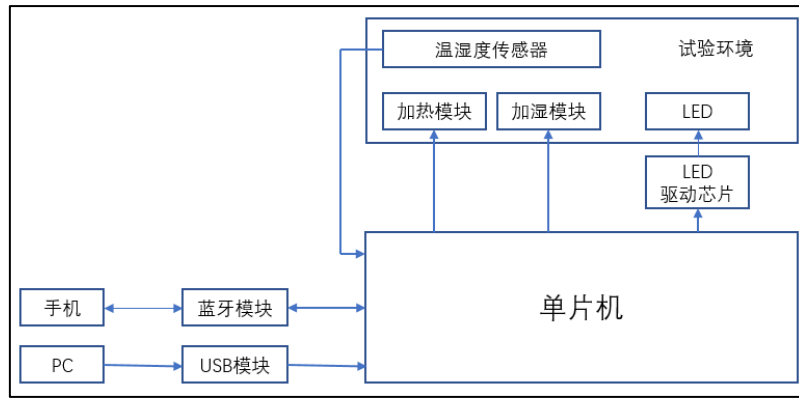 温湿度传感器
试验环境
加热模块
加湿模块
LED
LED
驱动芯片
单片机
手机
蓝牙模块
PC
USB模块